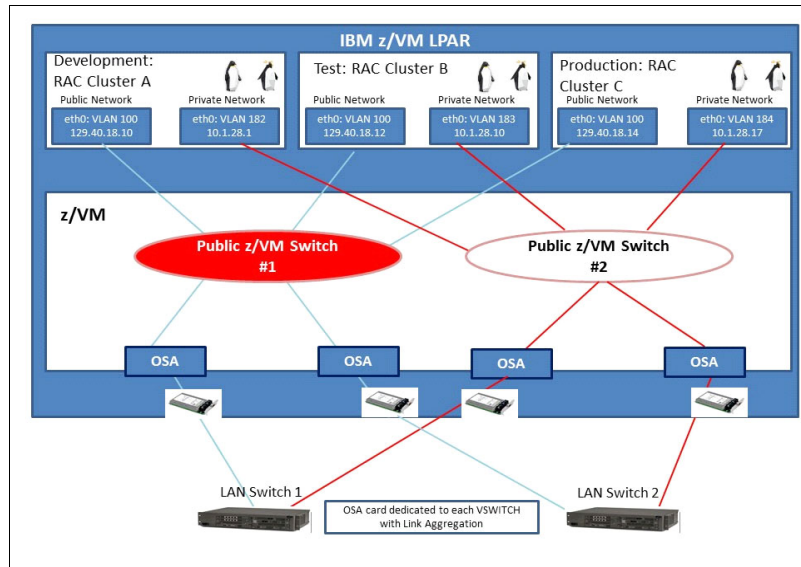 IBM z/VM LPAR
Development:
RAC Cluster A
Public Network
Private Network
eth0: VLAN 100
129.40.18.10
eth0: VLAN 182
10.1.28.1
Test: RAC Cluster B
Public Network
Private Network
eth0: VLAN 100
129.40.18.12
eth0: VLAN 183
10.1.28.10
Production: RAC
Cluster C
Public Network
Private Network
eth0: VLAN 100
129.40.18.14
eth0: VLAN 184
10.1.28.17
z/VM
Public z/VM Switch
#1
Public z/VM Switch
#2
OSA
OSA
OSA
OSA
LAN Switch 1
LAN Switch 2
OSA card dedicated to each VSWITCH
with Link Aggregation